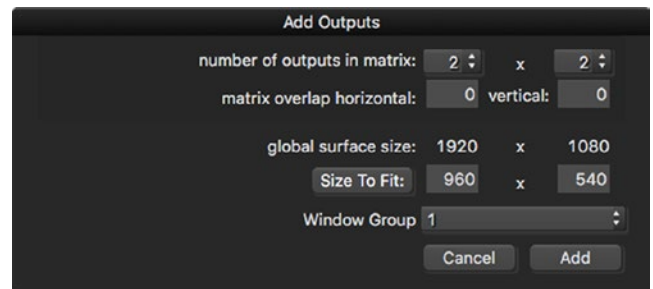 Add Outputs
number of outputs in matrix: 2 x 2
matrix overlap horizontal: 0 vertical: 0
global surface size: 1920 x 1080
Size To Fit: 960 x 540
Window Group 1
Cancel Add